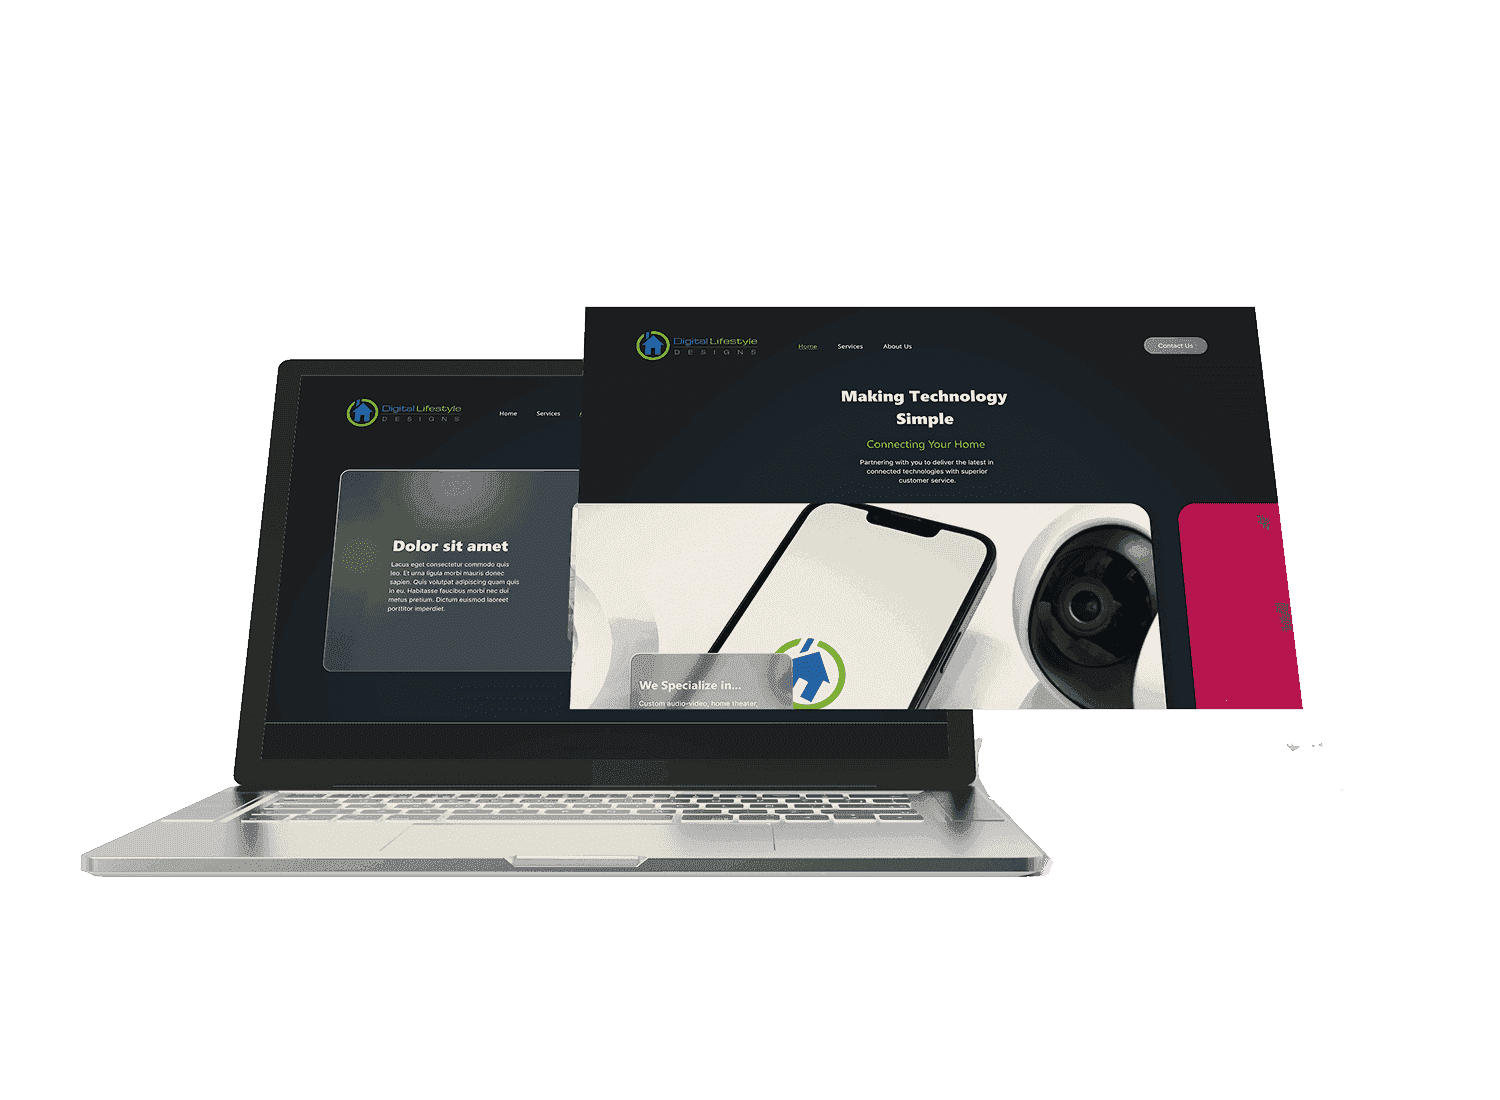 Digital Lifestyle
DESIGNS
Home
Services
About Us
Contact Us
Making Technology
Simple
Connecting Your Home
Partnering with you to deliver the latest in
connected technologies with superior
customer service.
We Specialize in...
Custom audio-video, home theater,
Digital Lifestyle
DESIGNS
Home
Services
Dolor sit amet
Lacus eget consectetur commodo quis
leo. Et urna ligula morbi mauris donec
sapien. Quis volutpat adipiscing quam quis
in eu. Habitasse faucibus morbi nec dui
metus pretium. Dictum euismod laoreet
porttitor imperdiet.